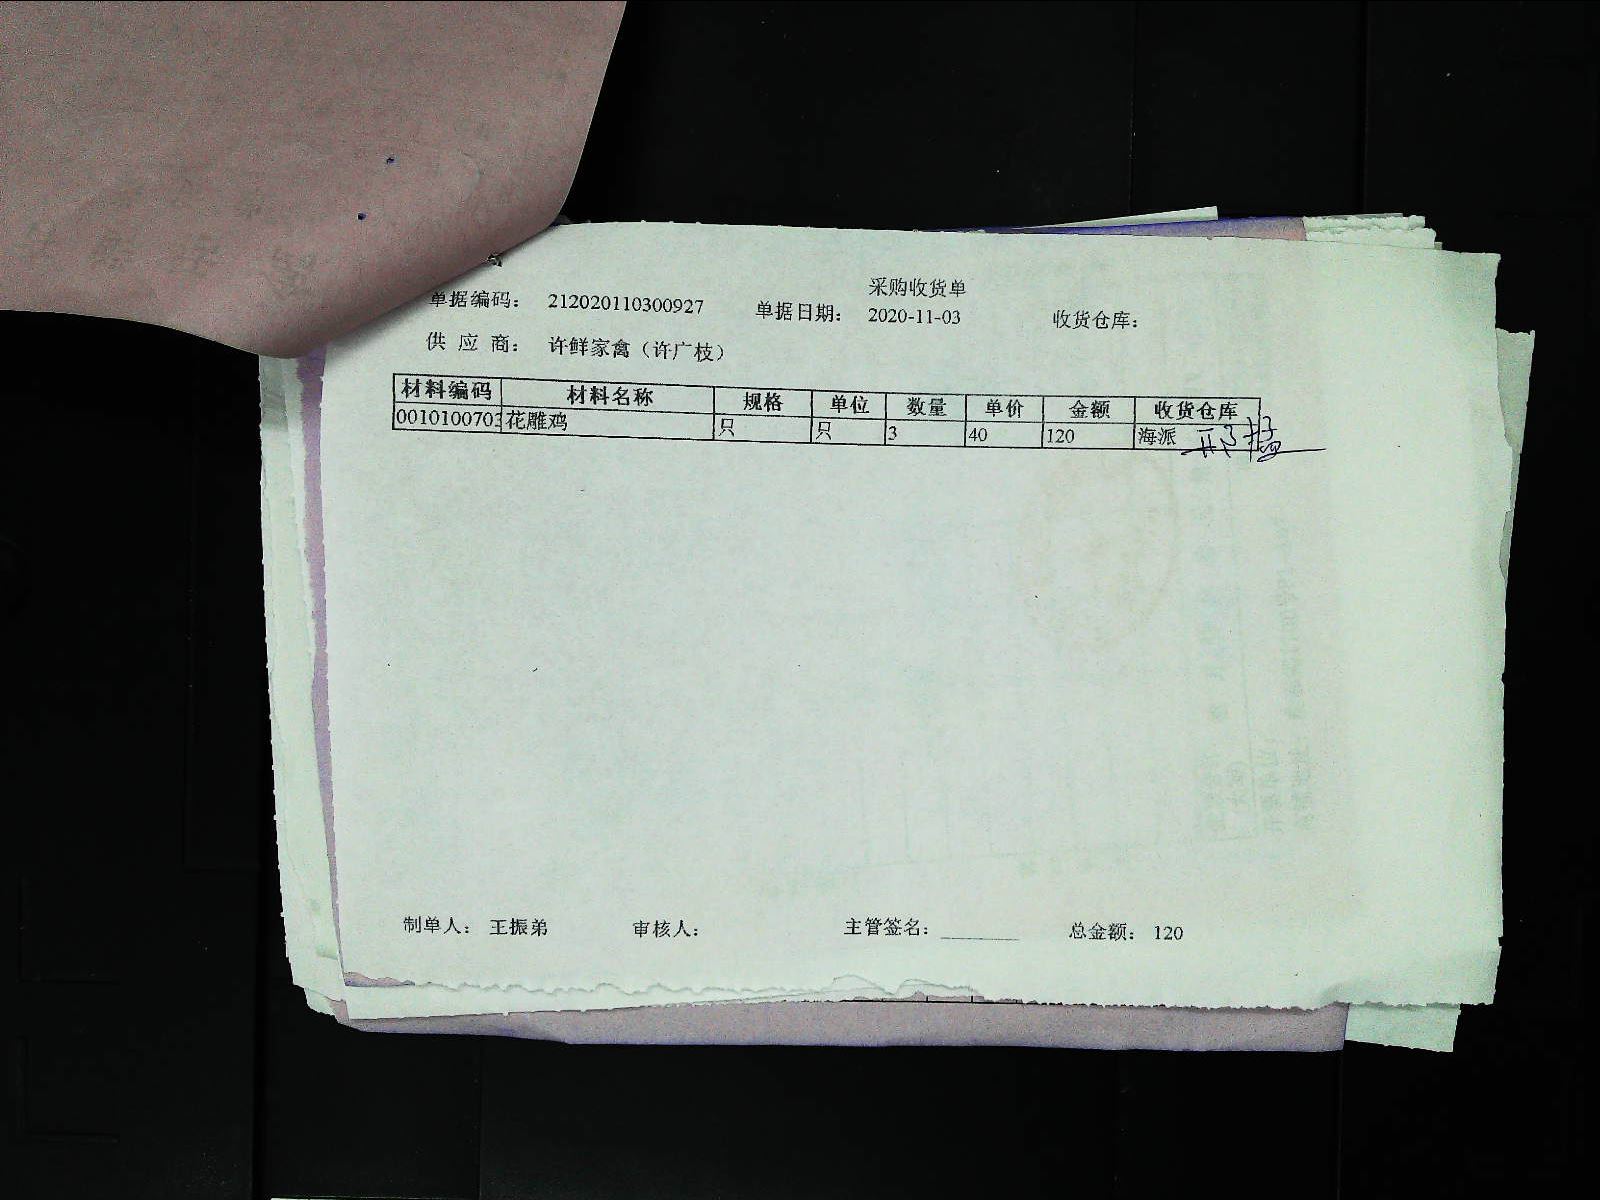 采购收货单
单据编码： 212020110300927 单据日期： 2020-11-03 收货仓库：
供 应 商： 许鲜家禽（许广枝）
材料编码 材料名称 规格 单位 数量 单价 金额 收货仓库
0010100703 花雕鸡 只 只 3 40 120 海派
制单人： 王振弟 审核人： 主管签名： ________ 总金额： 120